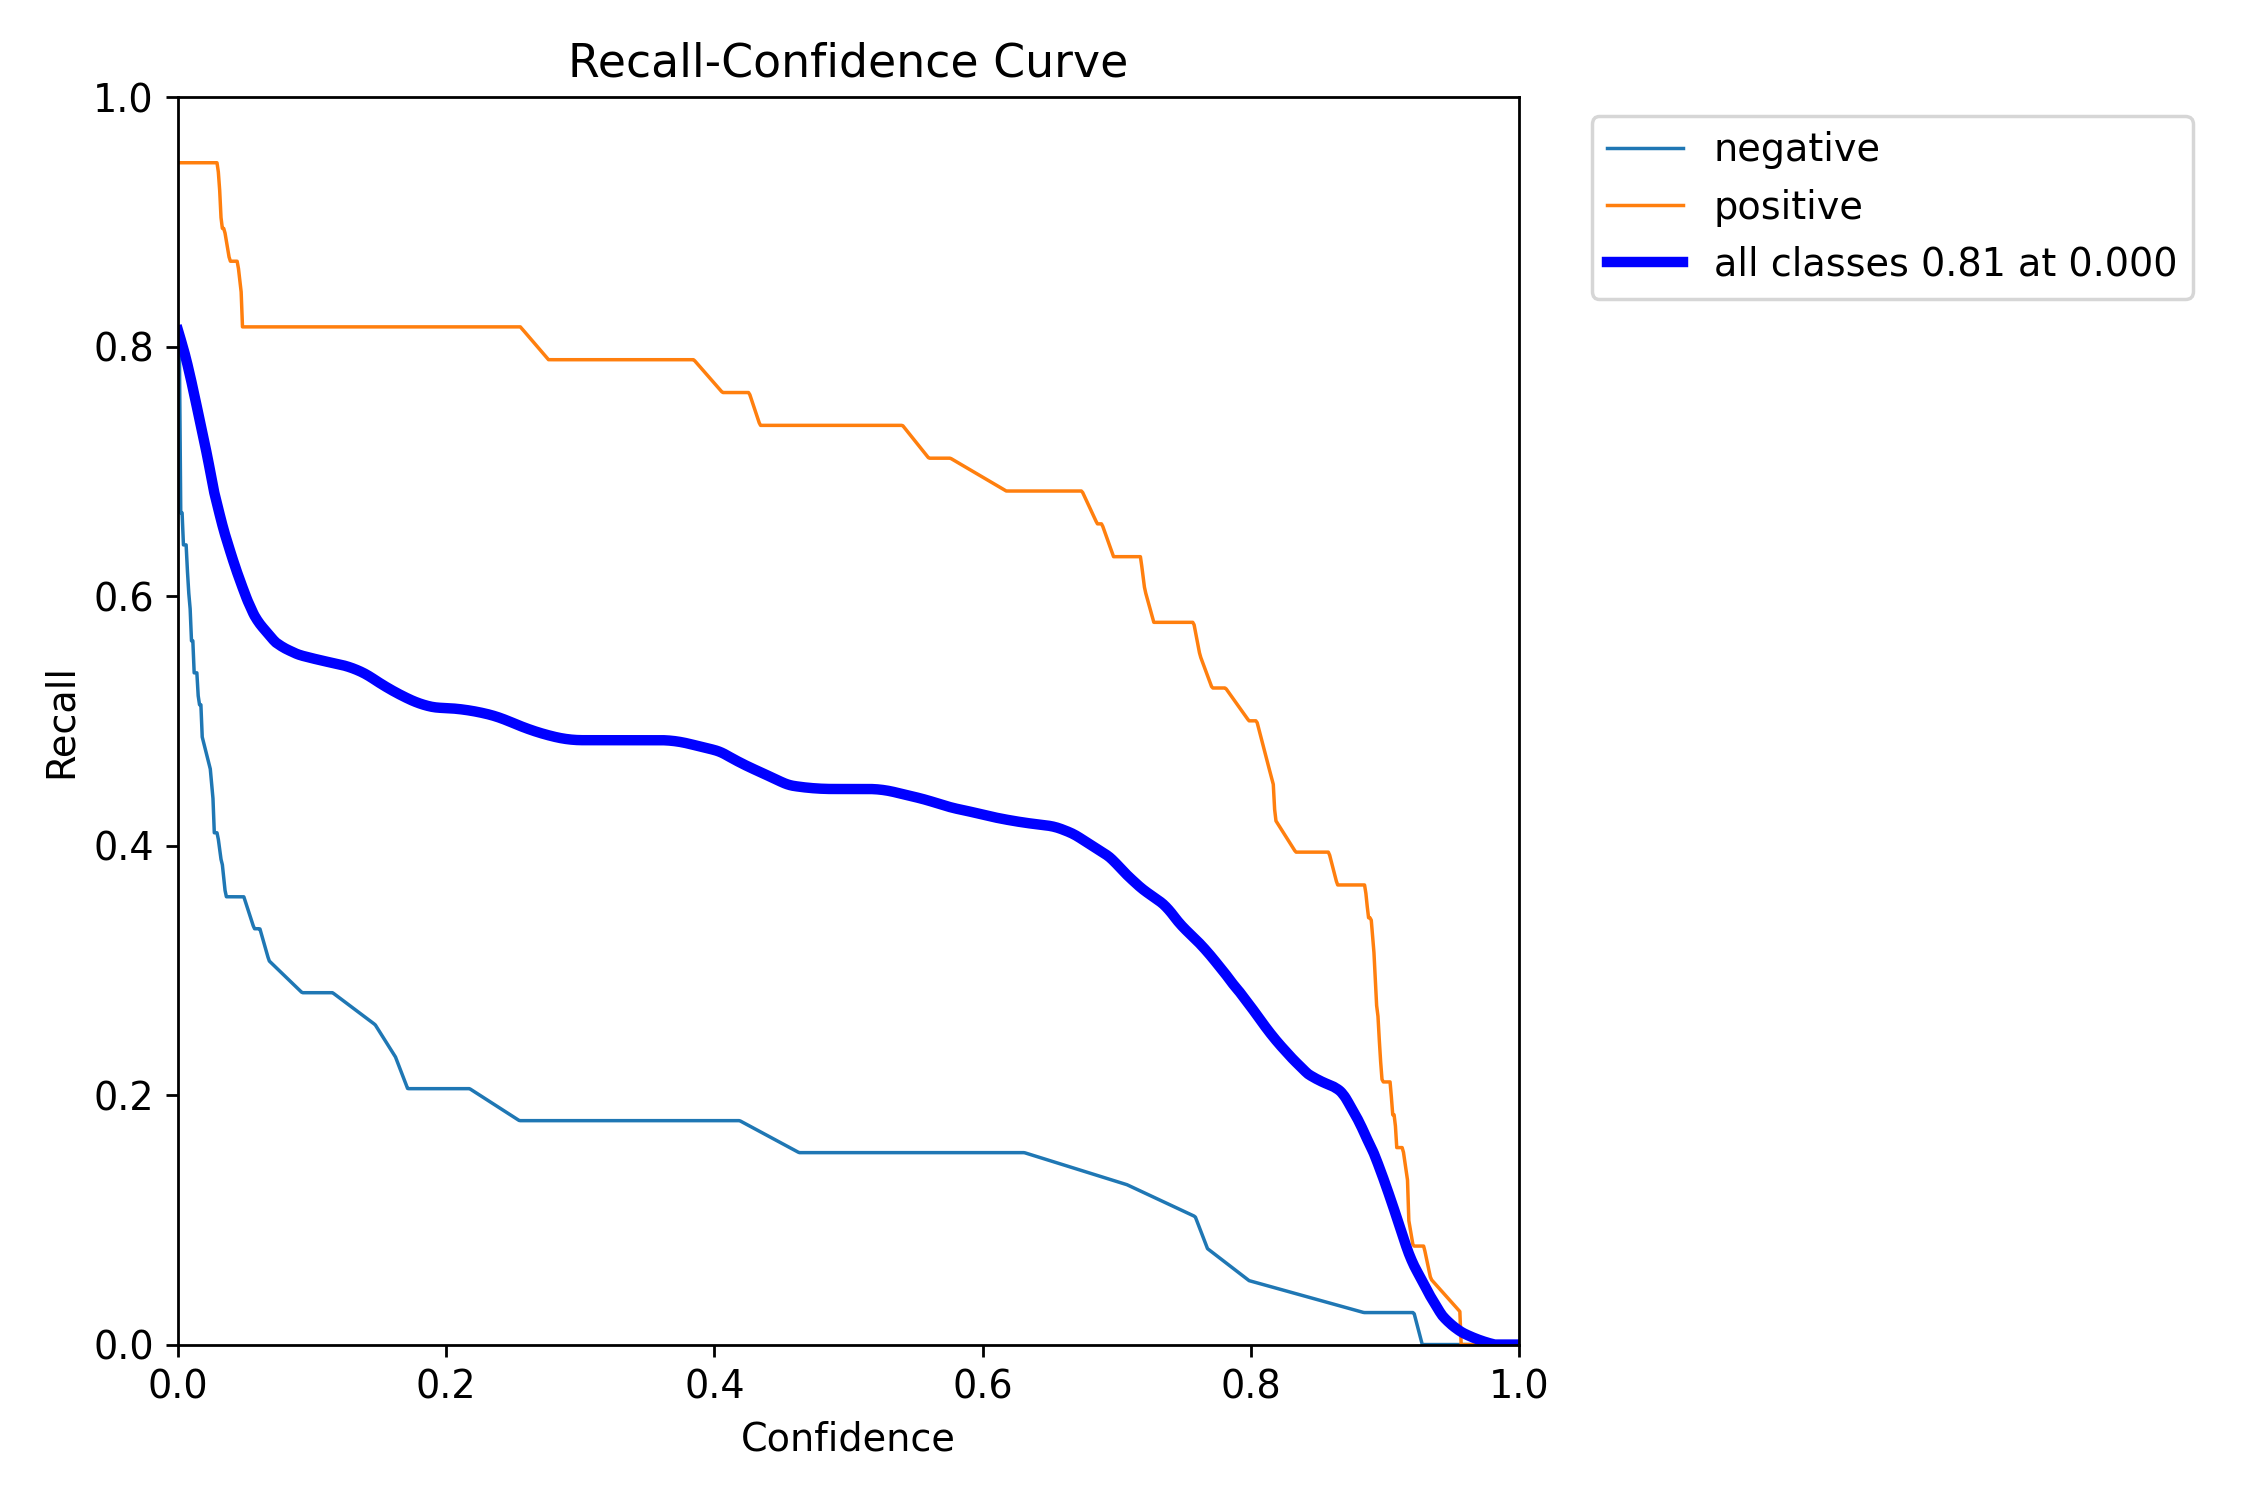 Recall-Confidence Curve
1.0
0.8
0.6
0.4
0.2
0.0
Recall
0.0 0.2 0.4 0.6 0.8 1.0
Confidence
negative
positive
all classes 0.81 at 0.000